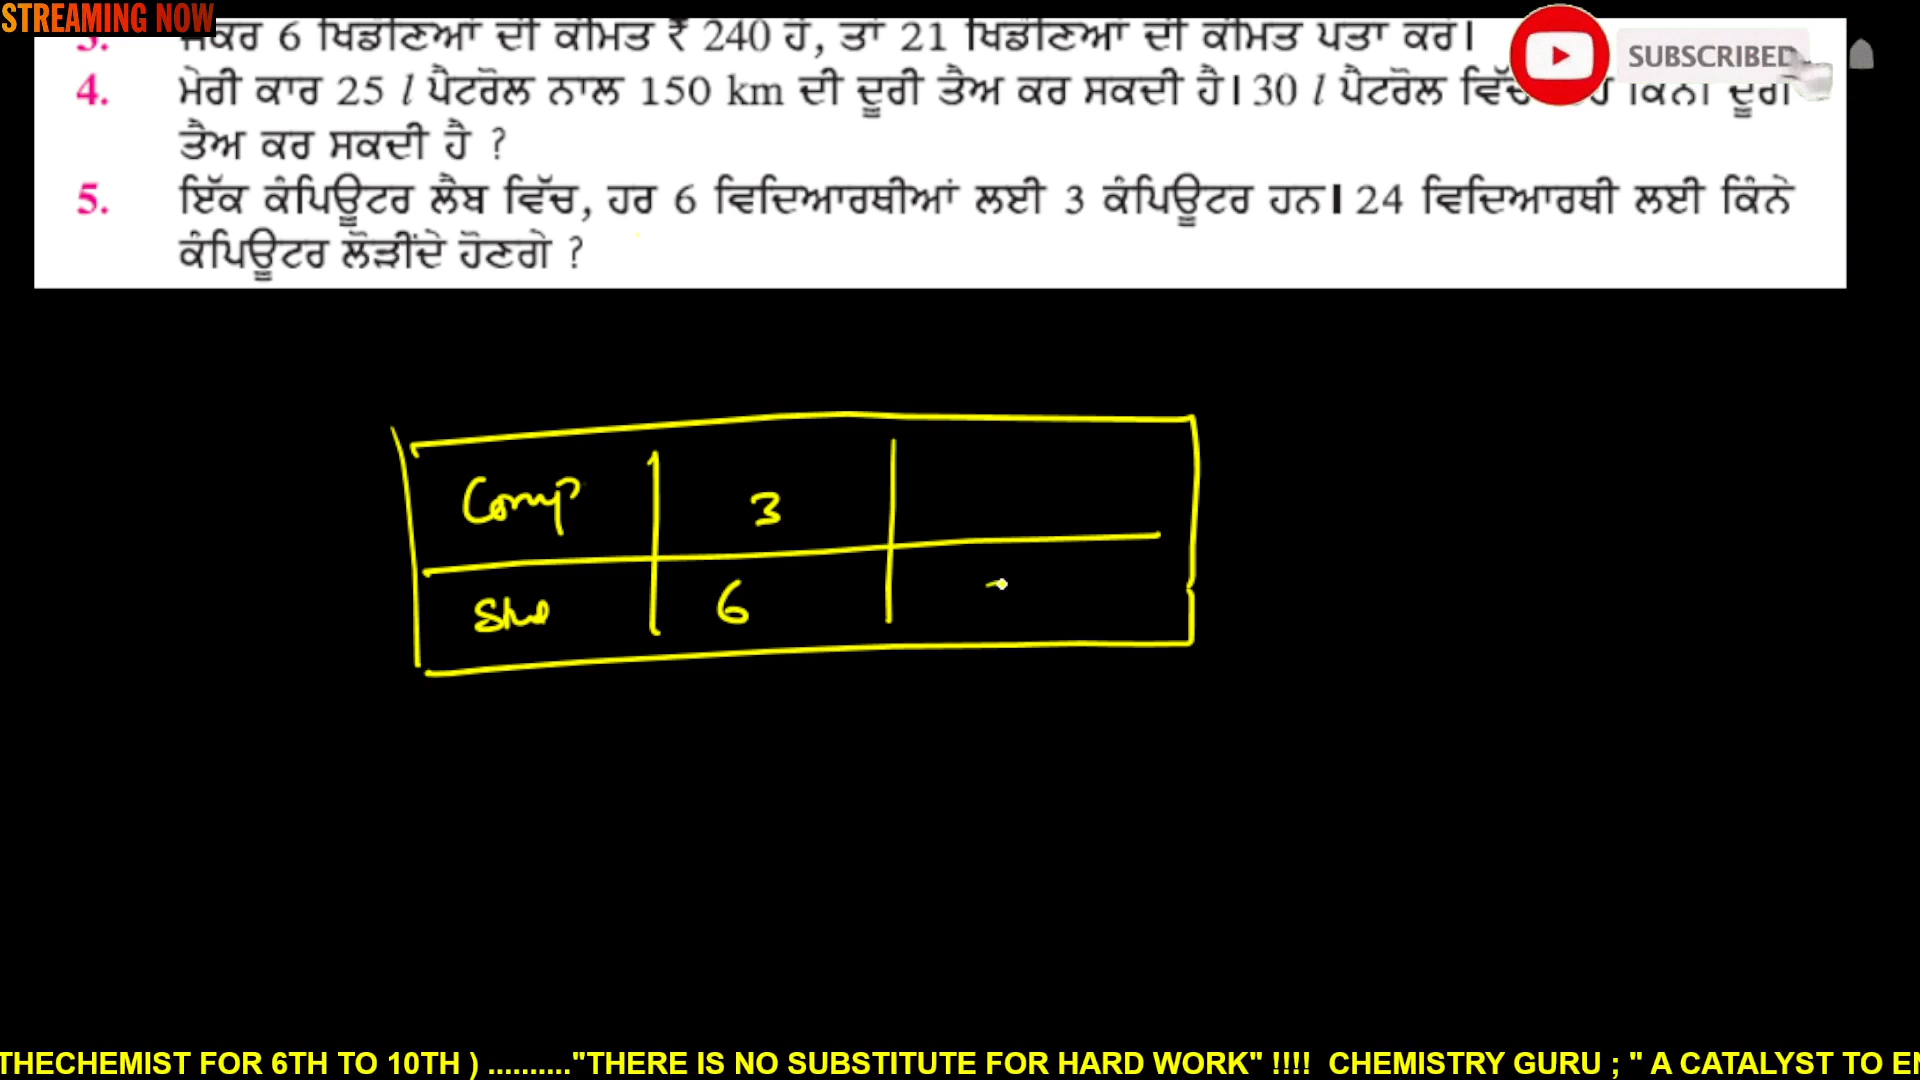 STREAMING NOW
3. ਜੇਕਰ 6 ਖਿਡੌਣਿਆਂ ਦੀ ਕੀਮਤ ₹ 240 ਹੈ, ਤਾਂ 21 ਖਿਡੌਣਿਆਂ ਦੀ ਕੀਮਤ ਪਤਾ ਕਰੋ।
SUBSCRIBED
4. ਮੇਰੀ ਕਾਰ 25 l ਪੈਟਰੋਲ ਨਾਲ 150 km ਦੀ ਦੂਰੀ ਤੈਅ ਕਰ ਸਕਦੀ ਹੈ। 30 l ਪੈਟਰੋਲ ਵਿੱਚ ਕਿੰਨੀ ਦੂਰੀ
ਤੈਅ ਕਰ ਸਕਦੀ ਹੈ ?
5. ਇੱਕ ਕੰਪਿਊਟਰ ਲੈਬ ਵਿੱਚ, ਹਰ 6 ਵਿਦਿਆਰਥੀਆਂ ਲਈ 3 ਕੰਪਿਊਟਰ ਹਨ। 24 ਵਿਦਿਆਰਥੀ ਲਈ ਕਿੰਨੇ
ਕੰਪਿਊਟਰ ਲੋੜੀਂਦੇ ਹੋਣਗੇ ?
Comp 3
Stud 6
THECHEMIST FOR 6TH TO 10TH ) .........."THERE IS NO SUBSTITUTE FOR HARD WORK" !!!! CHEMISTRY GURU ; " A CATALYST TO